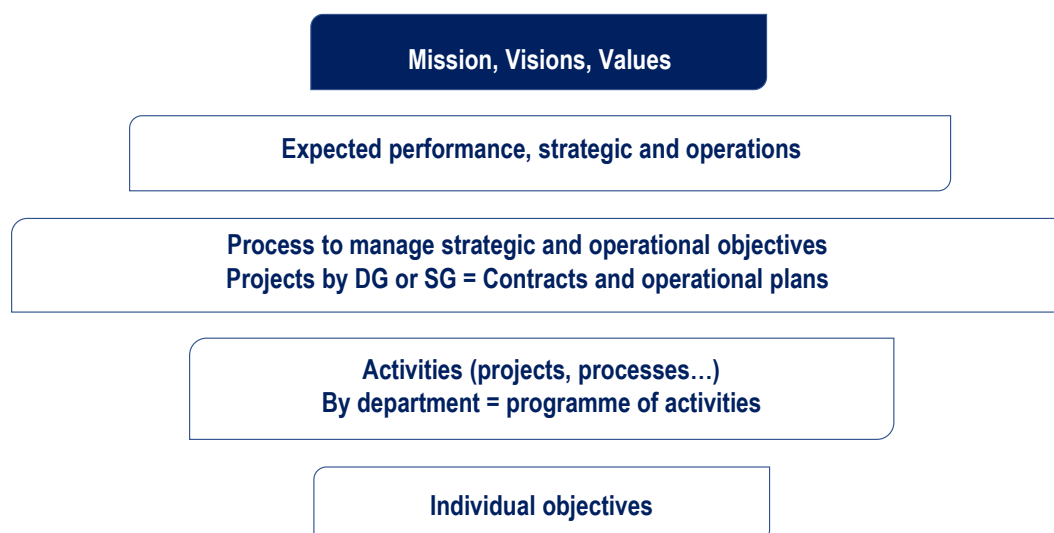 Mission, Visions, Values
Expected performance, strategic and operations
Process to manage strategic and operational objectives
Projects by DG or SG = Contracts and operational plans
Activities (projects, processes…)
By department = programme of activities
Individual objectives